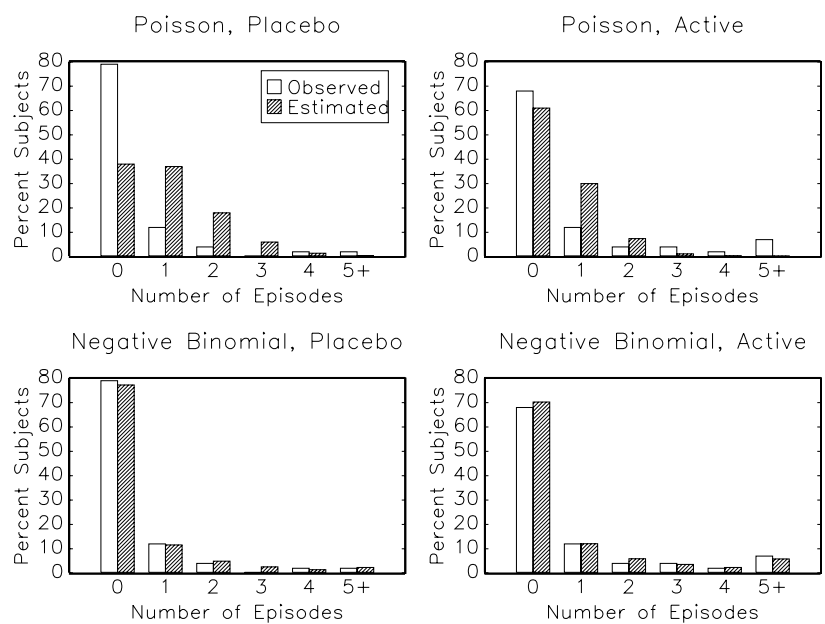 Poisson, Placebo
Percent Subjects
80
70
60
50
40
30
20
10
0
Observed
Estimated
0 1 2 3 4 5+
Number of Episodes
Poisson, Active
Percent Subjects
80
70
60
50
40
30
20
10
0
0 1 2 3 4 5+
Number of Episodes
Negative Binomial, Placebo
Percent Subjects
80
70
60
50
40
30
20
10
0
0 1 2 3 4 5+
Number of Episodes
Negative Binomial, Active
Percent Subjects
80
70
60
50
40
30
20
10
0
0 1 2 3 4 5+
Number of Episodes